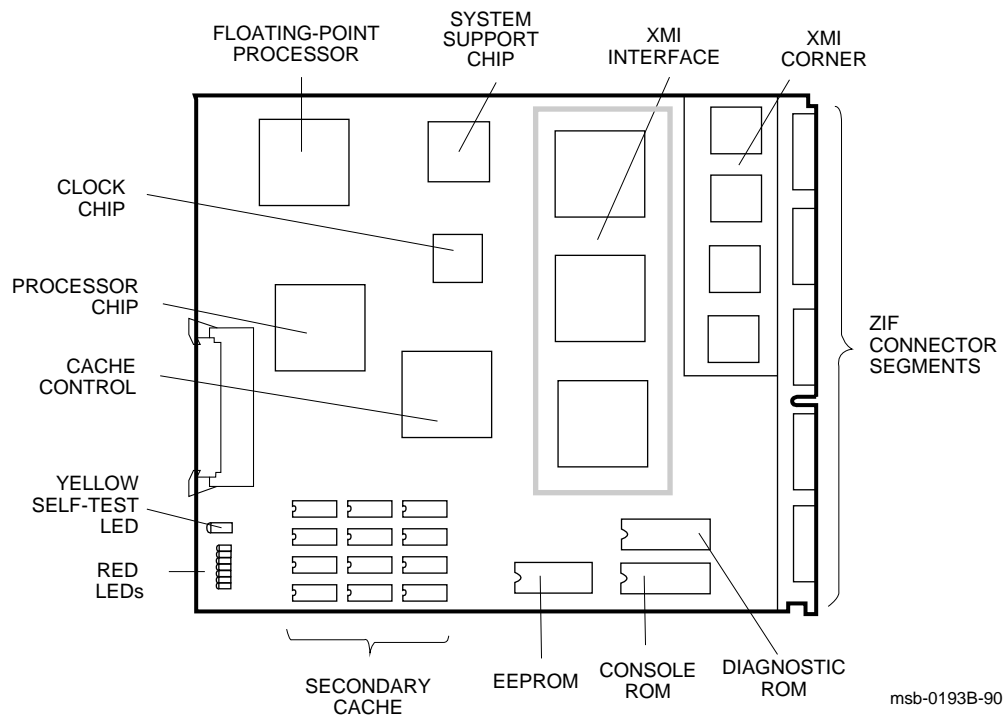 FLOATING-POINT
PROCESSOR
SYSTEM
SUPPORT
CHIP
XMI
INTERFACE
XMI
CORNER
CLOCK
CHIP
PROCESSOR
CHIP
CACHE
CONTROL
ZIF
CONNECTOR
SEGMENTS
YELLOW
SELF-TEST
LED
RED
LEDs
SECONDARY
CACHE
EEPROM
CONSOLE
ROM
DIAGNOSTIC
ROM
msb-0193B-90